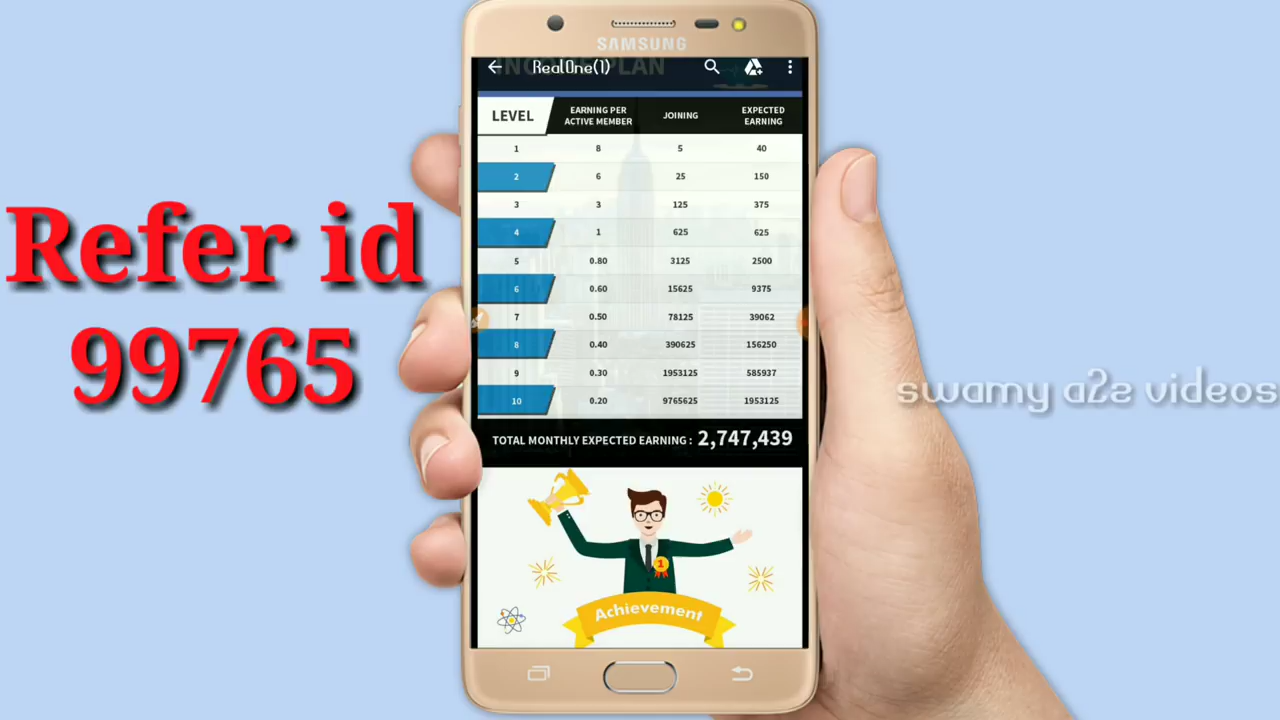 Refer id
99765
SAMSUNG
INCOME PLAN
RealOne(1)
LEVEL EARNING PER ACTIVE MEMBER JOINING EXPECTED EARNING
1 8 5 40
2 6 25 150
3 3 125 375
4 1 625 625
5 0.80 3125 2500
6 0.60 15625 9375
7 0.50 78125 39062
8 0.40 390625 156250
9 0.30 1953125 585937
10 0.20 9765625 1953125
TOTAL MONTHLY EXPECTED EARNING : 2,747,439
1
Achievement
swamy a2z videos